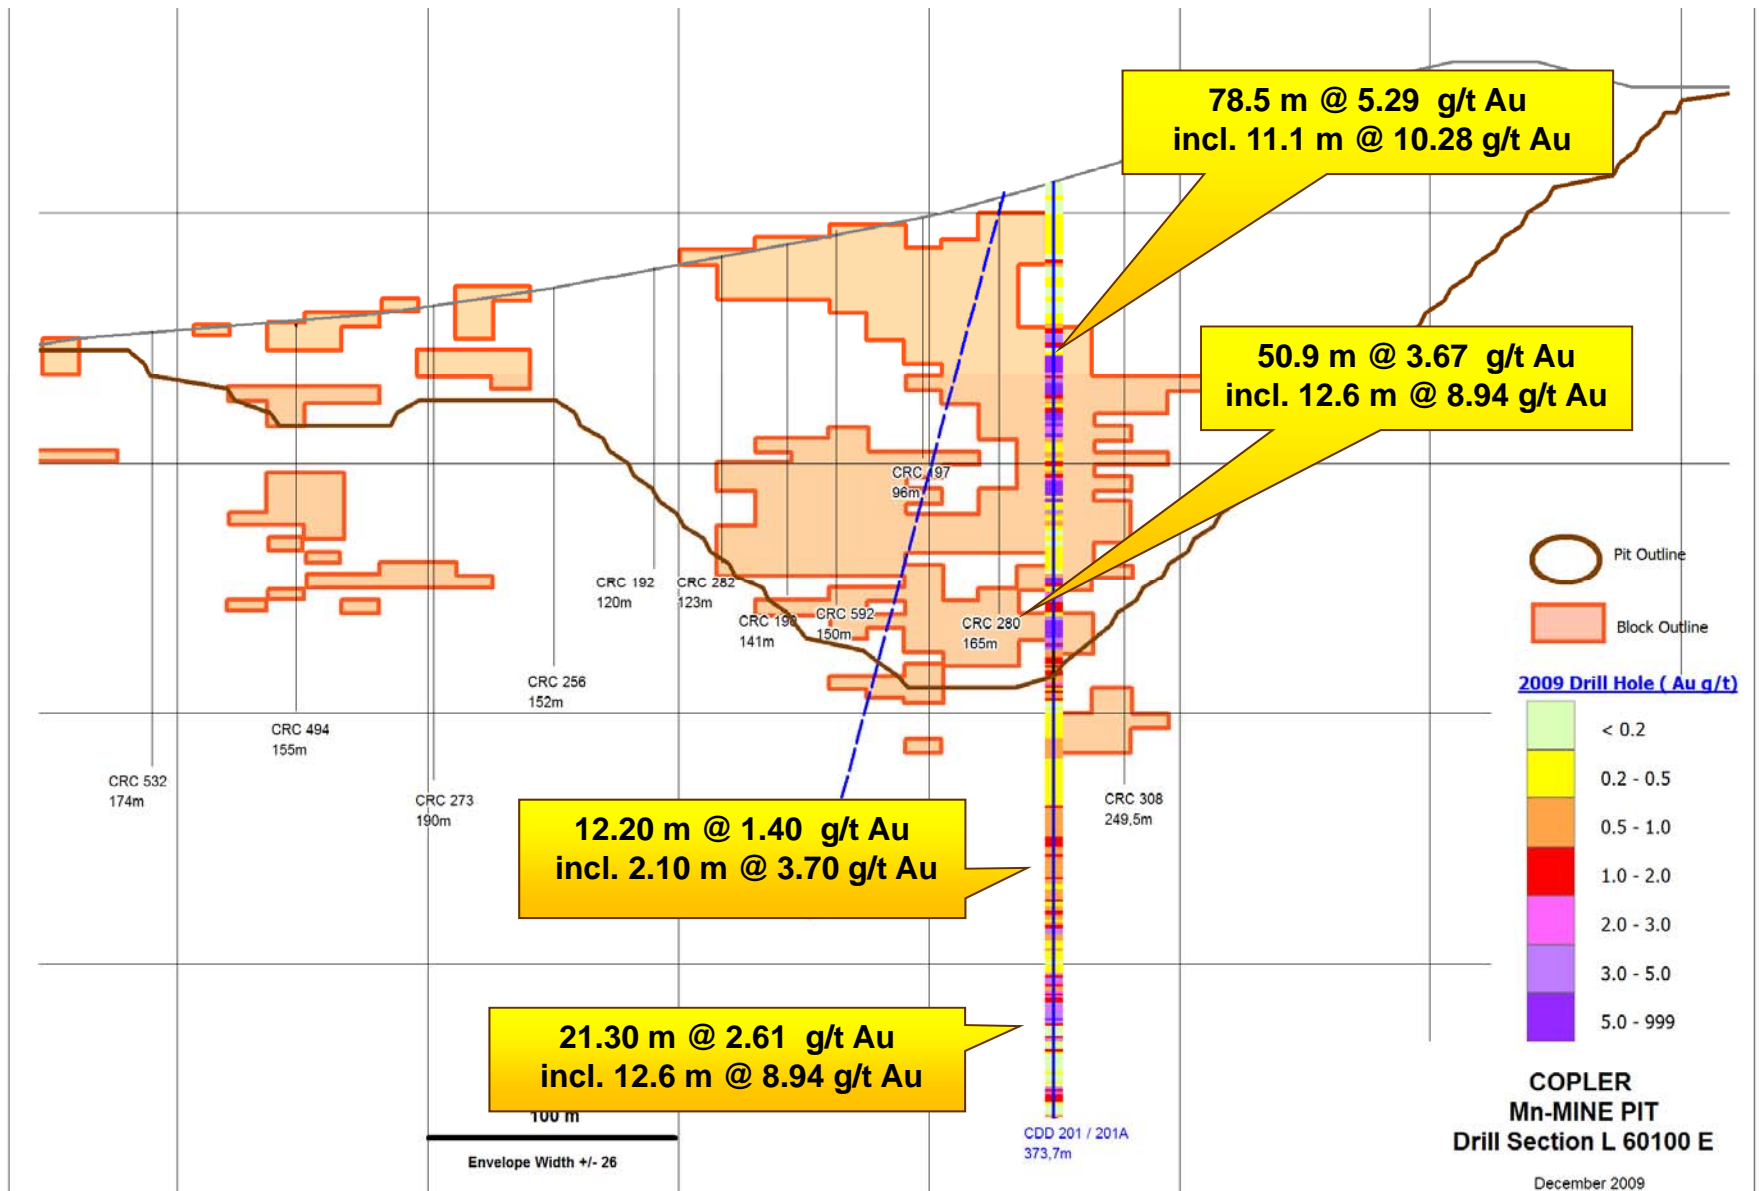 78.5 m @ 5.29 g/t Au
incl. 11.1 m @ 10.28 g/t Au
50.9 m @ 3.67 g/t Au
incl. 12.6 m @ 8.94 g/t Au
CRC 197
96m
CRC 192
120m
CRC 282
123m
CRC 190
141m
CRC 592
150m
CRC 280
165m
CRC 256
152m
CRC 494
155m
CRC 532
174m
CRC 273
190m
CRC 308
249,5m
12.20 m @ 1.40 g/t Au
incl. 2.10 m @ 3.70 g/t Au
21.30 m @ 2.61 g/t Au
incl. 12.6 m @ 8.94 g/t Au
100 m
Envelope Width +/- 26
CDD 201 / 201A
373,7m
Pit Outline
Block Outline
2009 Drill Hole ( Au g/t)
< 0.2
0.2 - 0.5
0.5 - 1.0
1.0 - 2.0
2.0 - 3.0
3.0 - 5.0
5.0 - 999
COPLER
Mn-MINE PIT
Drill Section L 60100 E
December 2009